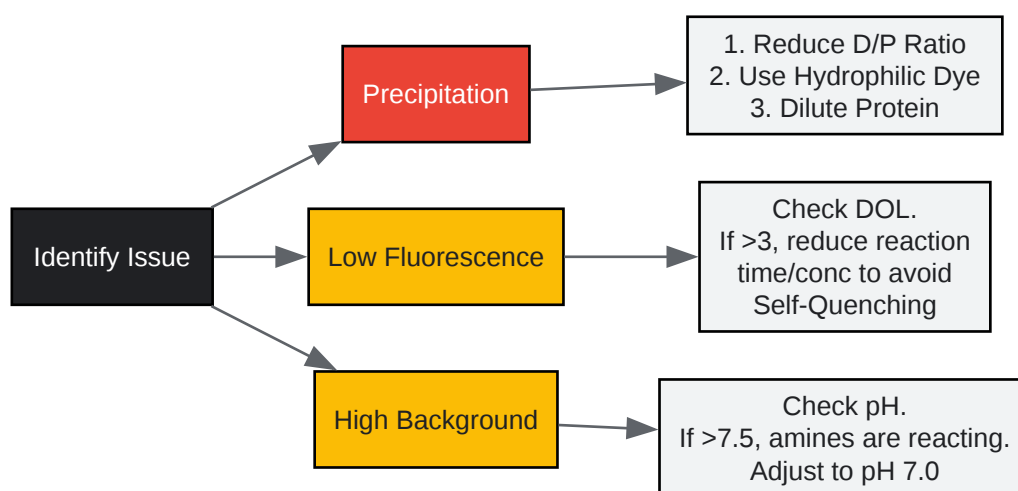 Identify Issue
Precipitation
1. Reduce D/P Ratio
2. Use Hydrophilic Dye
3. Dilute Protein
Low Fluorescence
Check DOL.
If >3, reduce reaction
time/conc to avoid
Self-Quenching
High Background
Check pH.
If >7.5, amines are reacting.
Adjust to pH 7.0